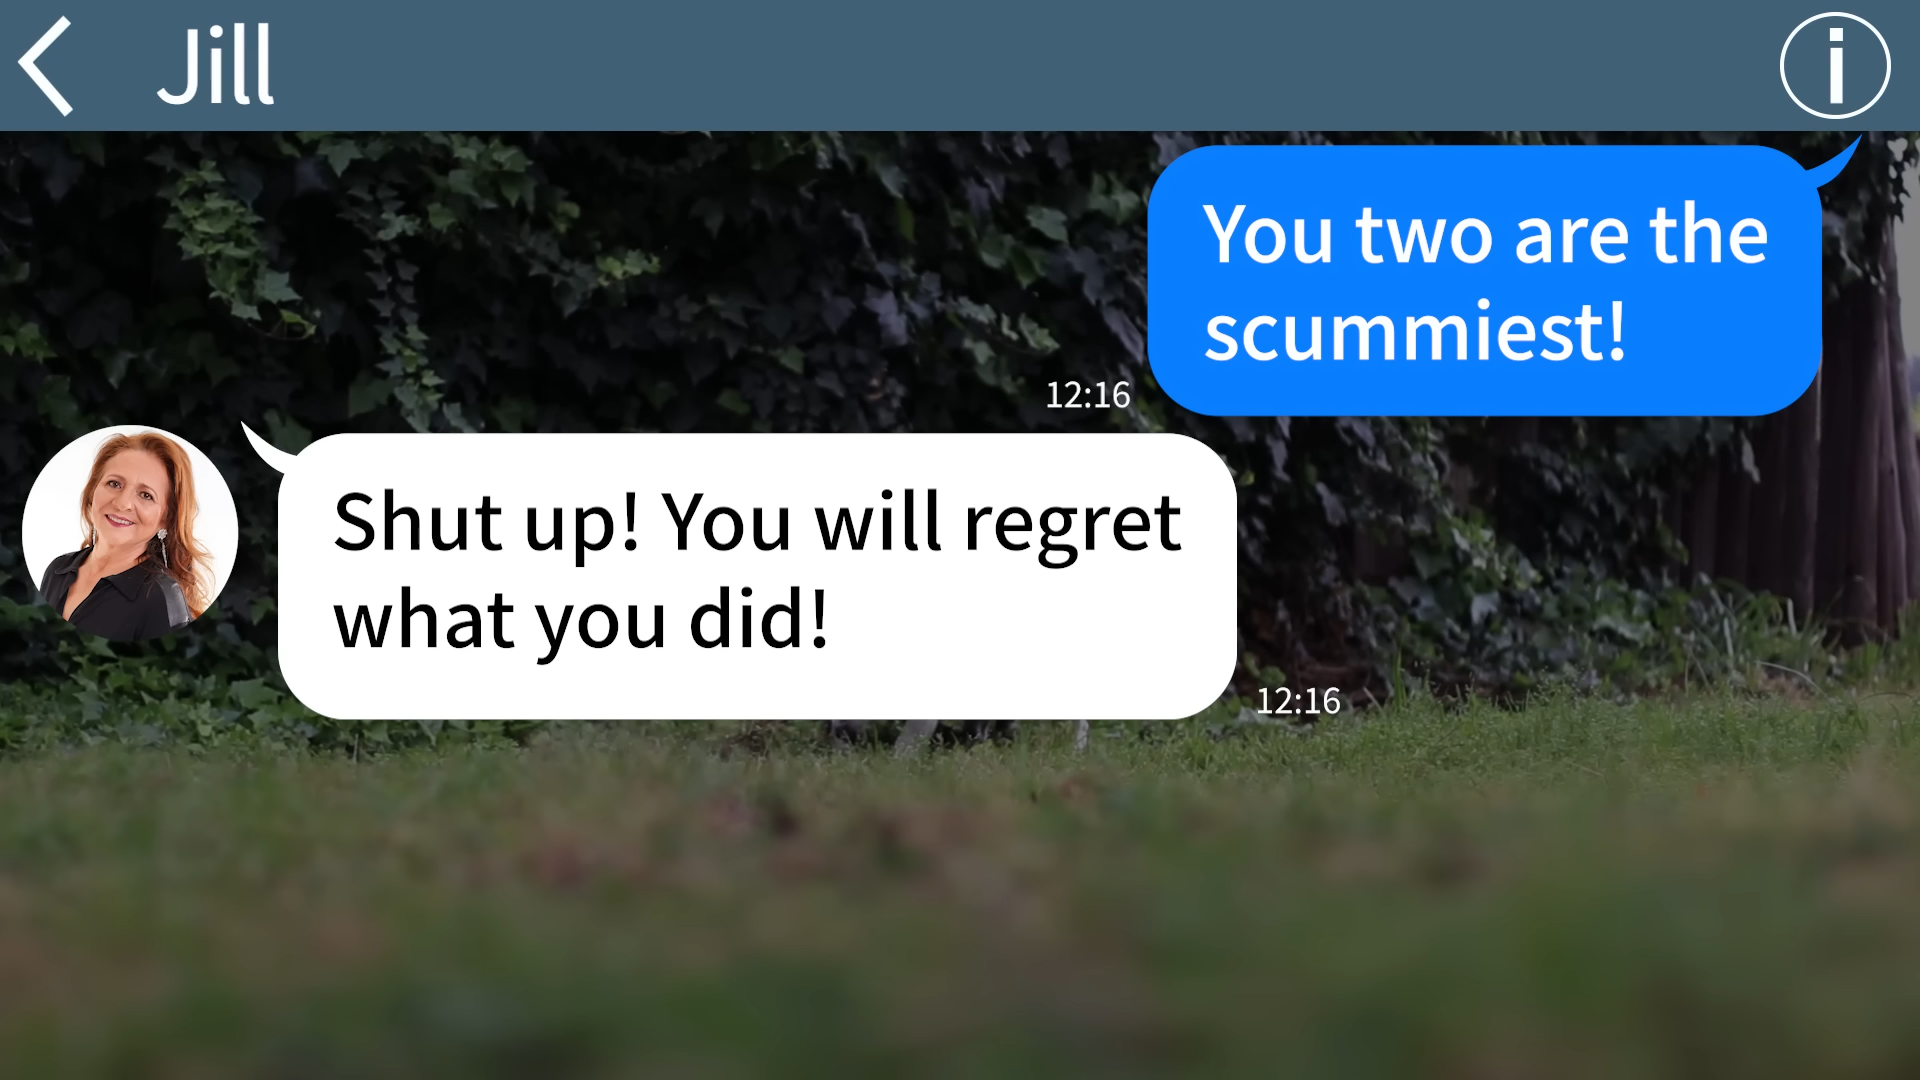 Jill
You two are the
scummiest!
12:16
Shut up! You will regret
what you did!
12:16